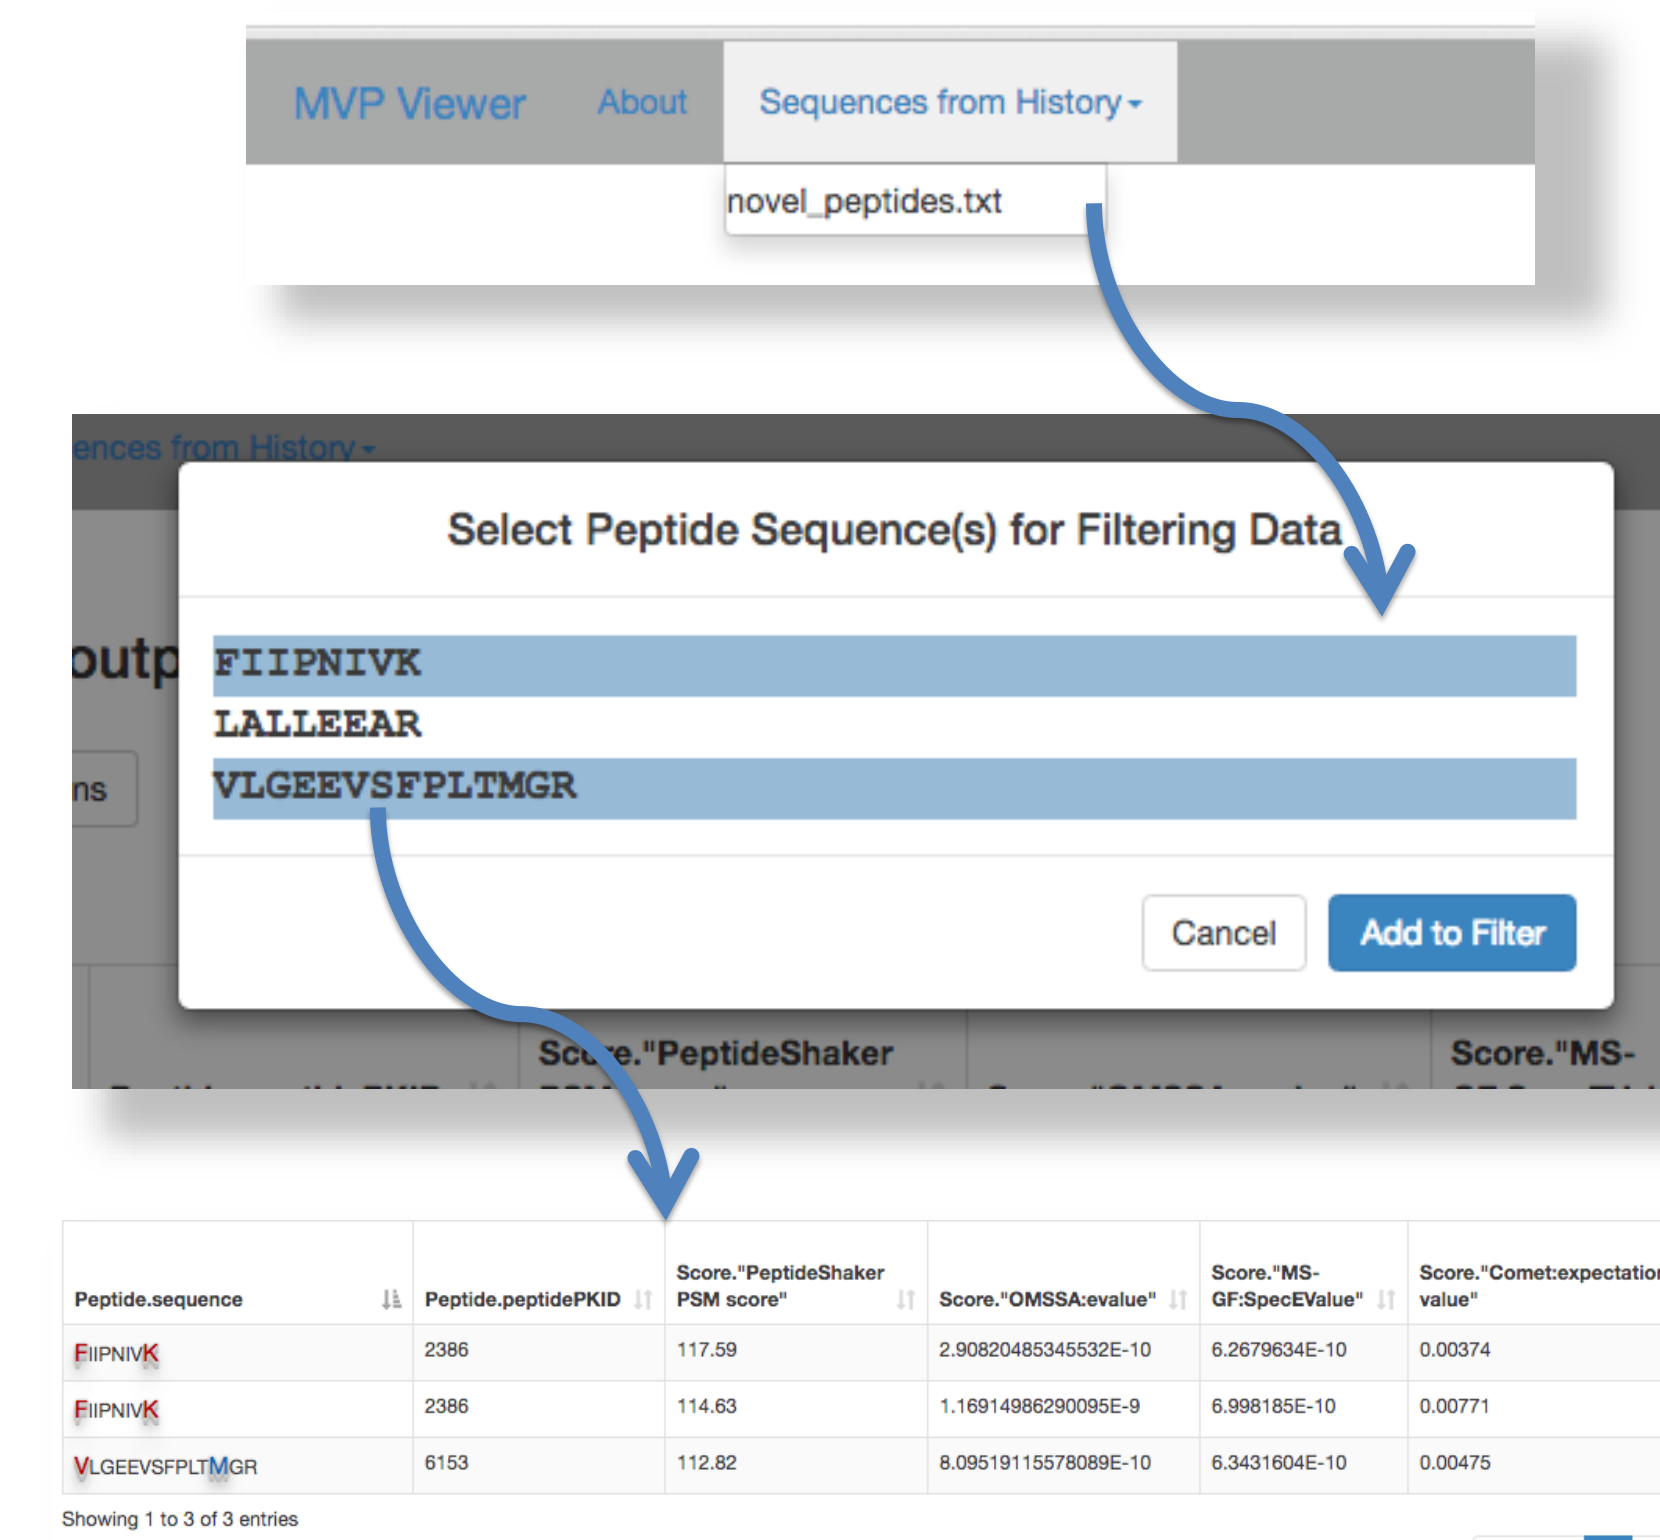 MVP Viewer About Sequences from History
novel_peptides.txt
ences from History
Select Peptide Sequence(s) for Filtering Data
outp
FIIPNIVK
LALLEEAR
ns
VLGEEVSFPLTMGR
Cancel Add to Filter
Score."PeptideShaker Score."MS-
Score."PeptideShaker Score."MS- Score."Comet:expectation
Peptide.sequence Peptide.peptidePKID PSM score" Score."OMSSA:evalue" GF:SpecEValue" value"
FIIPNIVK 2386 117.59 2.90820485345532E-10 6.2679634E-10 0.00374
FIIPNIVK 2386 114.63 1.16914986290095E-9 6.998185E-10 0.00771
VLGEEVSFPLTMGR 6153 112.82 8.09519115578089E-10 6.3431604E-10 0.00475
Showing 1 to 3 of 3 entries